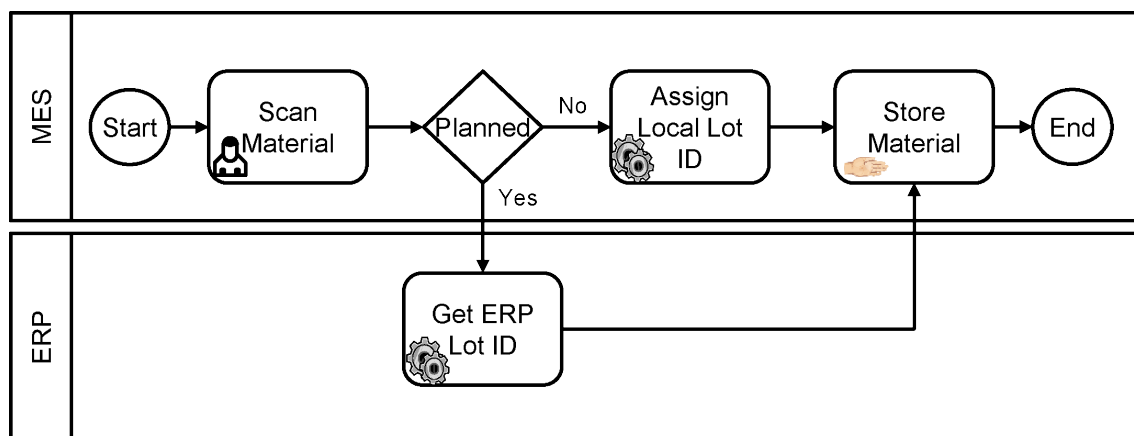 MES
Start
Scan
Material
Planned
No
Yes
Assign
Local Lot
ID
Store
Material
End
ERP
Get ERP
Lot ID